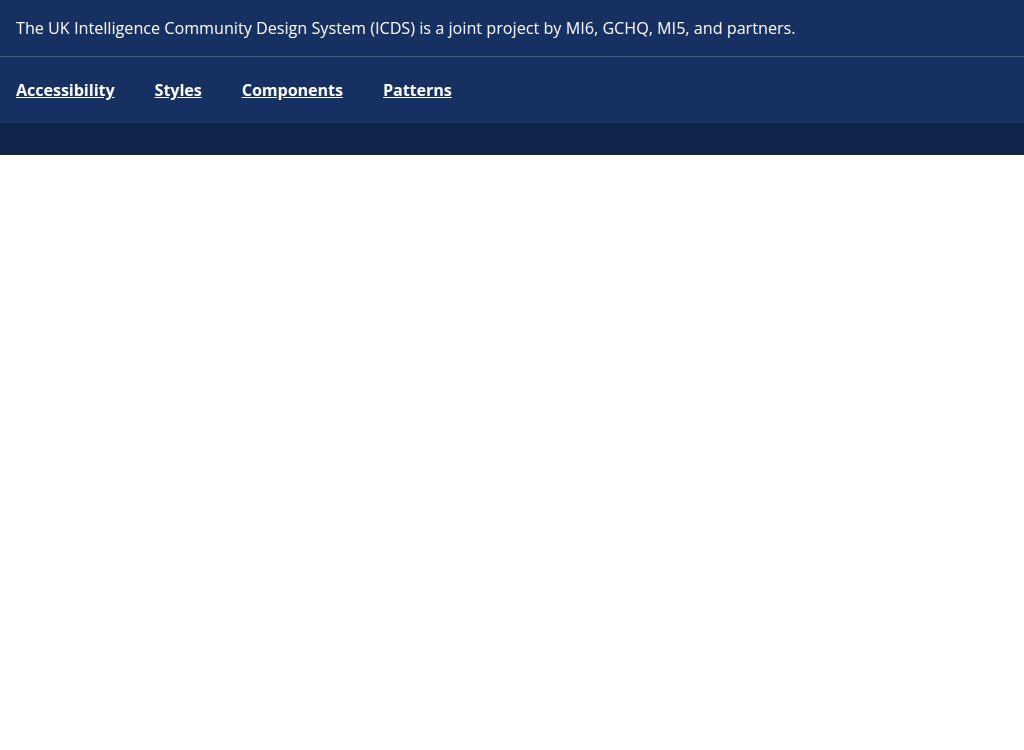 The UK Intelligence Community Design System (ICDS) is a joint project by MI6, GCHQ, MI5, and partners.
Accessibility Styles Components Patterns